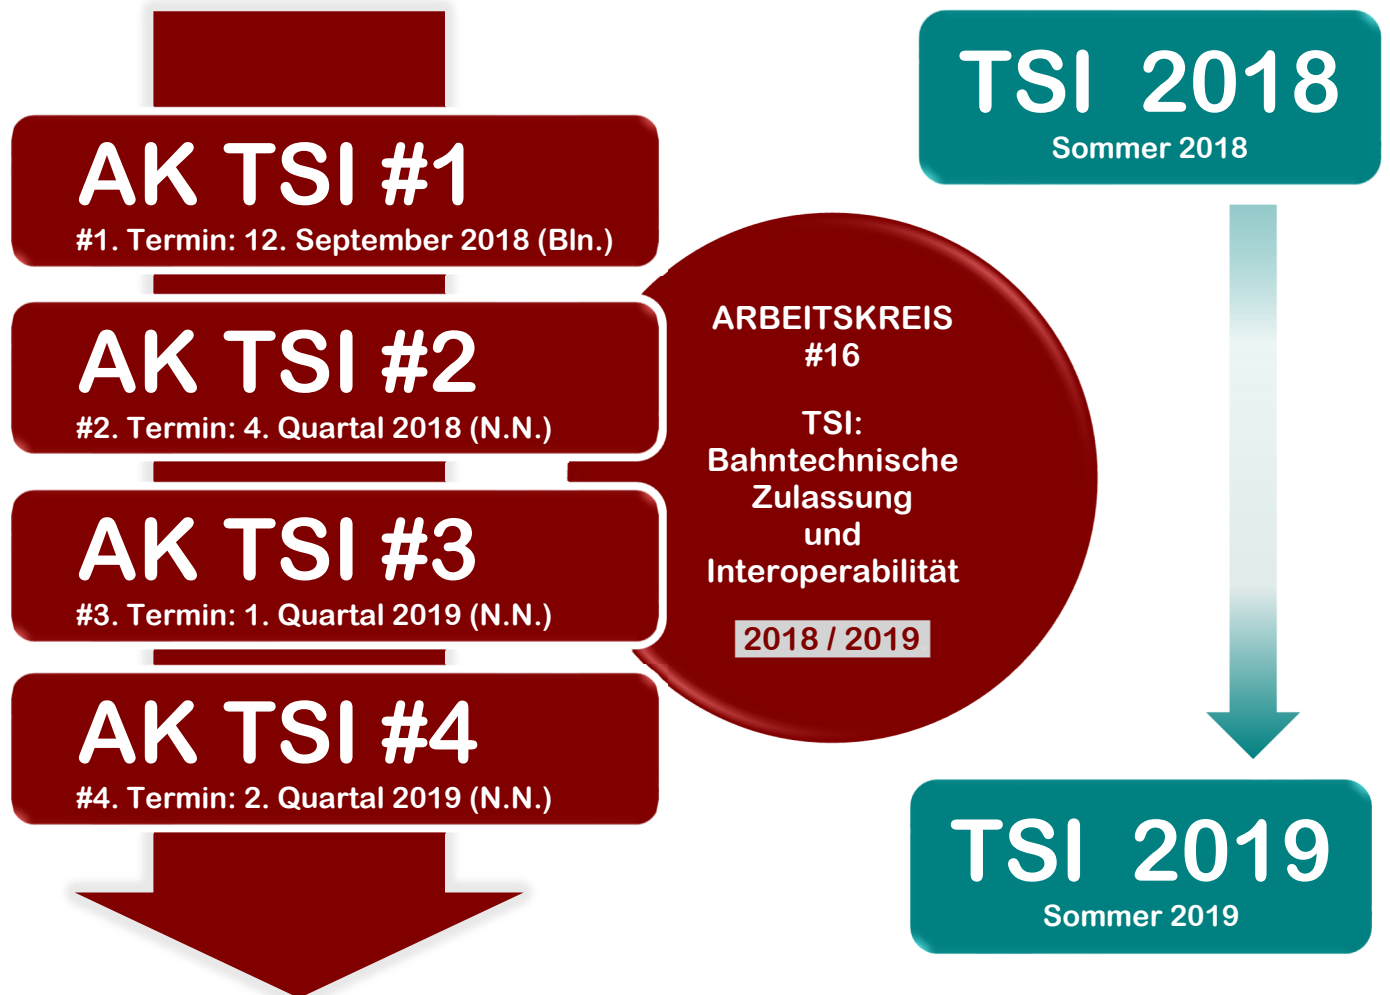 AK TSI #1
#1. Termin: 12. September 2018 (Bln.)
AK TSI #2
#2. Termin: 4. Quartal 2018 (N.N.)
AK TSI #3
#3. Termin: 1. Quartal 2019 (N.N.)
AK TSI #4
#4. Termin: 2. Quartal 2019 (N.N.)
ARBEITSKREIS
#16
TSI:
Bahntechnische
Zulassung
und
Interoperabilität
2018 / 2019
TSI 2018
Sommer 2018
TSI 2019
Sommer 2019